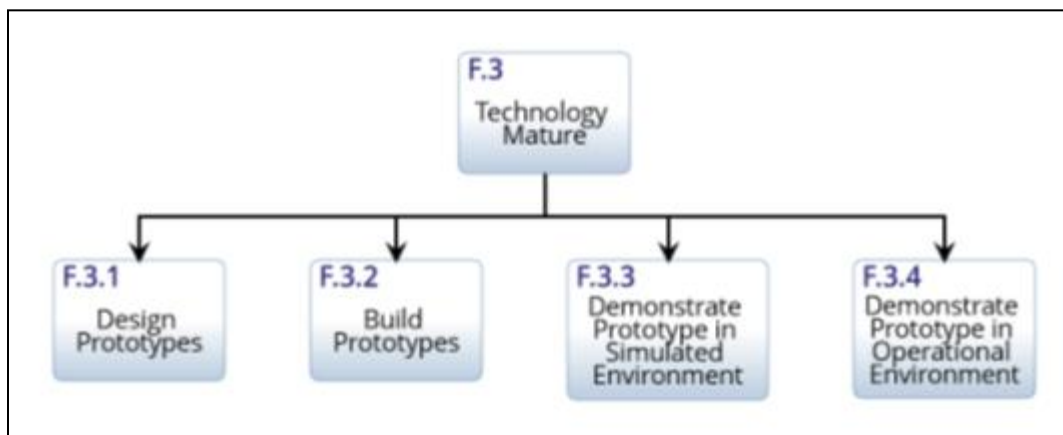 F.3
Technology
Mature
F.3.1
Design
Prototypes
F.3.2
Build
Prototypes
F.3.3
Demonstrate
Prototype in
Simulated
Environment
F.3.4
Demonstrate
Prototype in
Operational
Environment